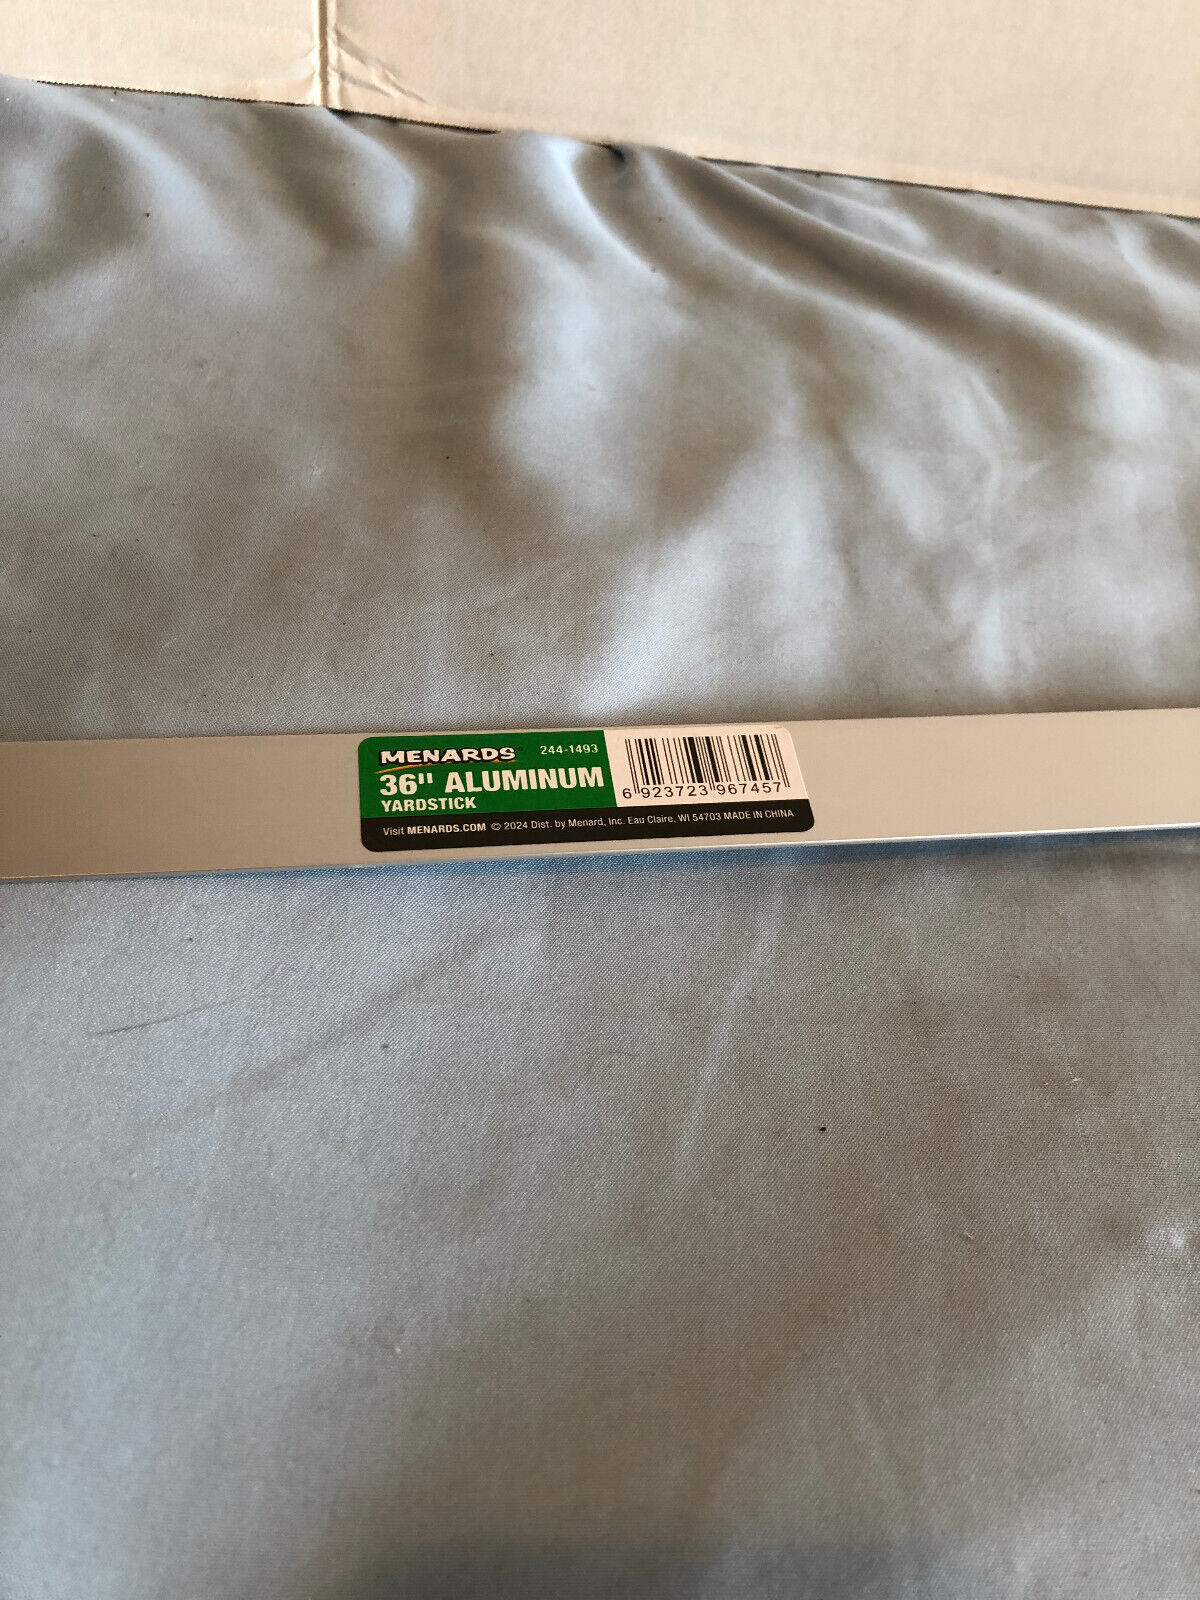 MENARDS® 244-1493
36" ALUMINUM
YARDSTICK
6 923723 967457
Visit MENARDS.COM © 2024 Dist. by Menard, Inc. Eau Claire, WI 54703 MADE IN CHINA